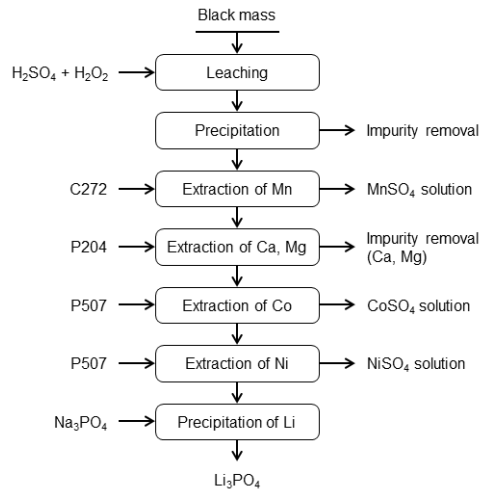 Black mass
H₂SO₄ + H₂O₂
Leaching
Precipitation
Impurity removal
C272
Extraction of Mn
MnSO₄ solution
P204
Extraction of Ca, Mg
Impurity removal
(Ca, Mg)
P507
Extraction of Co
CoSO₄ solution
P507
Extraction of Ni
NiSO₄ solution
Na₃PO₄
Precipitation of Li
Li₃PO₄